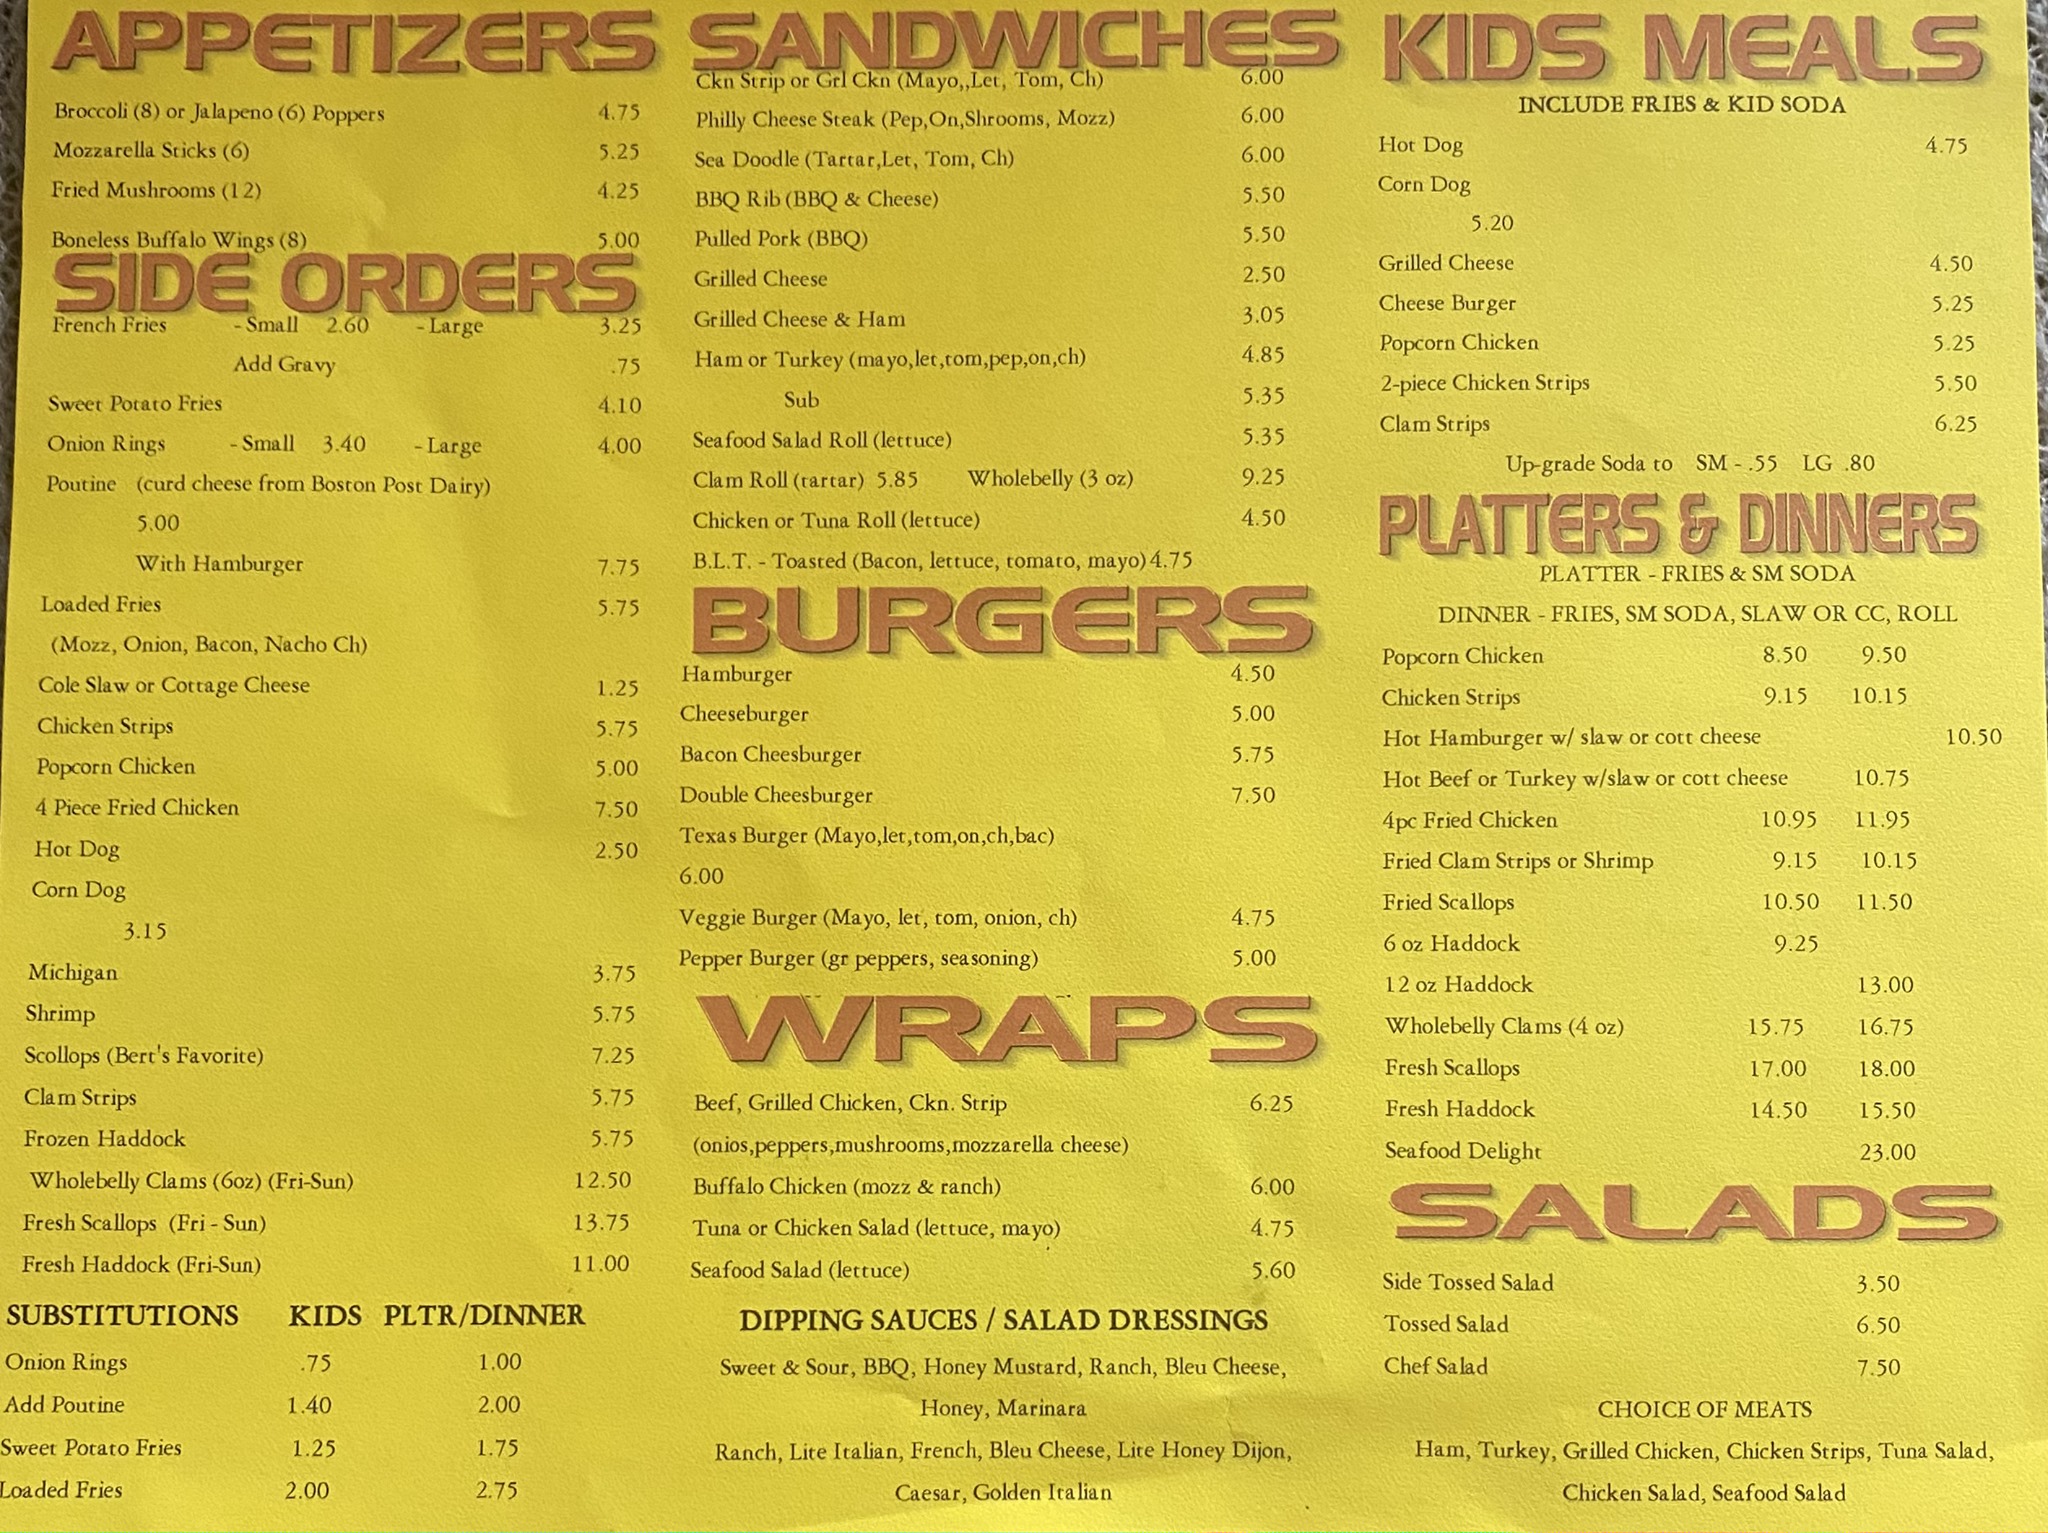 APPETIZERS
Broccoli (8) or Jalapeno (6) Poppers 4.75
Mozzarella Sticks (6) 5.25
Fried Mushrooms (12) 4.25
Boneless Buffalo Wings (8) 5.00
SIDE ORDERS
French Fries - Small 2.60 - Large 3.25
Add Gravy .75
Sweet Potato Fries 4.10
Onion Rings - Small 3.40 - Large 4.00
Poutine (curd cheese from Boston Post Dairy)
5.00
With Hamburger 7.75
Loaded Fries 5.75
(Mozz, Onion, Bacon, Nacho Ch)
Cole Slaw or Cottage Cheese 1.25
Chicken Strips 5.75
Popcorn Chicken 5.00
4 Piece Fried Chicken 7.50
Hot Dog 2.50
Corn Dog
3.15
Michigan 3.75
Shrimp 5.75
Scollops (Bert's Favorite) 7.25
Clam Strips 5.75
Frozen Haddock 5.75
Wholebelly Clams (6oz) (Fri-Sun) 12.50
Fresh Scallops (Fri - Sun) 13.75
Fresh Haddock (Fri-Sun) 11.00
SUBSTITUTIONS KIDS PLTR/DINNER
Onion Rings .75 1.00
Add Poutine 1.40 2.00
Sweet Potato Fries 1.25 1.75
Loaded Fries 2.00 2.75
SANDWICHES
Ckn Strip or Grl Ckn (Mayo,,Let, Tom, Ch) 6.00
Philly Cheese Steak (Pep,On,Shrooms, Mozz) 6.00
Sea Doodle (Tartar,Let, Tom, Ch) 6.00
BBQ Rib (BBQ & Cheese) 5.50
Pulled Pork (BBQ) 5.50
Grilled Cheese 2.50
Grilled Cheese & Ham 3.05
Ham or Turkey (mayo,let,tom,pep,on,ch) 4.85
Sub 5.35
Seafood Salad Roll (lettuce) 5.35
Clam Roll (tartar) 5.85 Wholebelly (3 oz) 9.25
Chicken or Tuna Roll (lettuce) 4.50
B.L.T. - Toasted (Bacon, lettuce, tomato, mayo) 4.75
BURGERS
Hamburger 4.50
Cheeseburger 5.00
Bacon Cheesburger 5.75
Double Cheesburger 7.50
Texas Burger (Mayo,let,tom,on,ch,bac)
6.00
Veggie Burger (Mayo, let, tom, onion, ch) 4.75
Pepper Burger (gr peppers, seasoning) 5.00
WRAPS
Beef, Grilled Chicken, Ckn. Strip 6.25
(onios,peppers,mushrooms,mozzarella cheese)
Buffalo Chicken (mozz & ranch) 6.00
Tuna or Chicken Salad (lettuce, mayo) 4.75
Seafood Salad (lettuce) 5.60
DIPPING SAUCES / SALAD DRESSINGS
Sweet & Sour, BBQ, Honey Mustard, Ranch, Bleu Cheese,
Honey, Marinara
Ranch, Lite Italian, French, Bleu Cheese, Lite Honey Dijon,
Caesar, Golden Italian
KIDS MEALS
INCLUDE FRIES & KID SODA
Hot Dog 4.75
Corn Dog
5.20
Grilled Cheese 4.50
Cheese Burger 5.25
Popcorn Chicken 5.25
2-piece Chicken Strips 5.50
Clam Strips 6.25
Up-grade Soda to SM - .55 LG .80
PLATTERS & DINNERS
PLATTER - FRIES & SM SODA
DINNER - FRIES, SM SODA, SLAW OR CC, ROLL
Popcorn Chicken 8.50 9.50
Chicken Strips 9.15 10.15
Hot Hamburger w/ slaw or cott cheese 10.50
Hot Beef or Turkey w/slaw or cott cheese 10.75
4pc Fried Chicken 10.95 11.95
Fried Clam Strips or Shrimp 9.15 10.15
Fried Scallops 10.50 11.50
6 oz Haddock 9.25
12 oz Haddock 13.00
Wholebelly Clams (4 oz) 15.75 16.75
Fresh Scallops 17.00 18.00
Fresh Haddock 14.50 15.50
Seafood Delight 23.00
SALADS
Side Tossed Salad 3.50
Tossed Salad 6.50
Chef Salad 7.50
CHOICE OF MEATS
Ham, Turkey, Grilled Chicken, Chicken Strips, Tuna Salad,
Chicken Salad, Seafood Salad